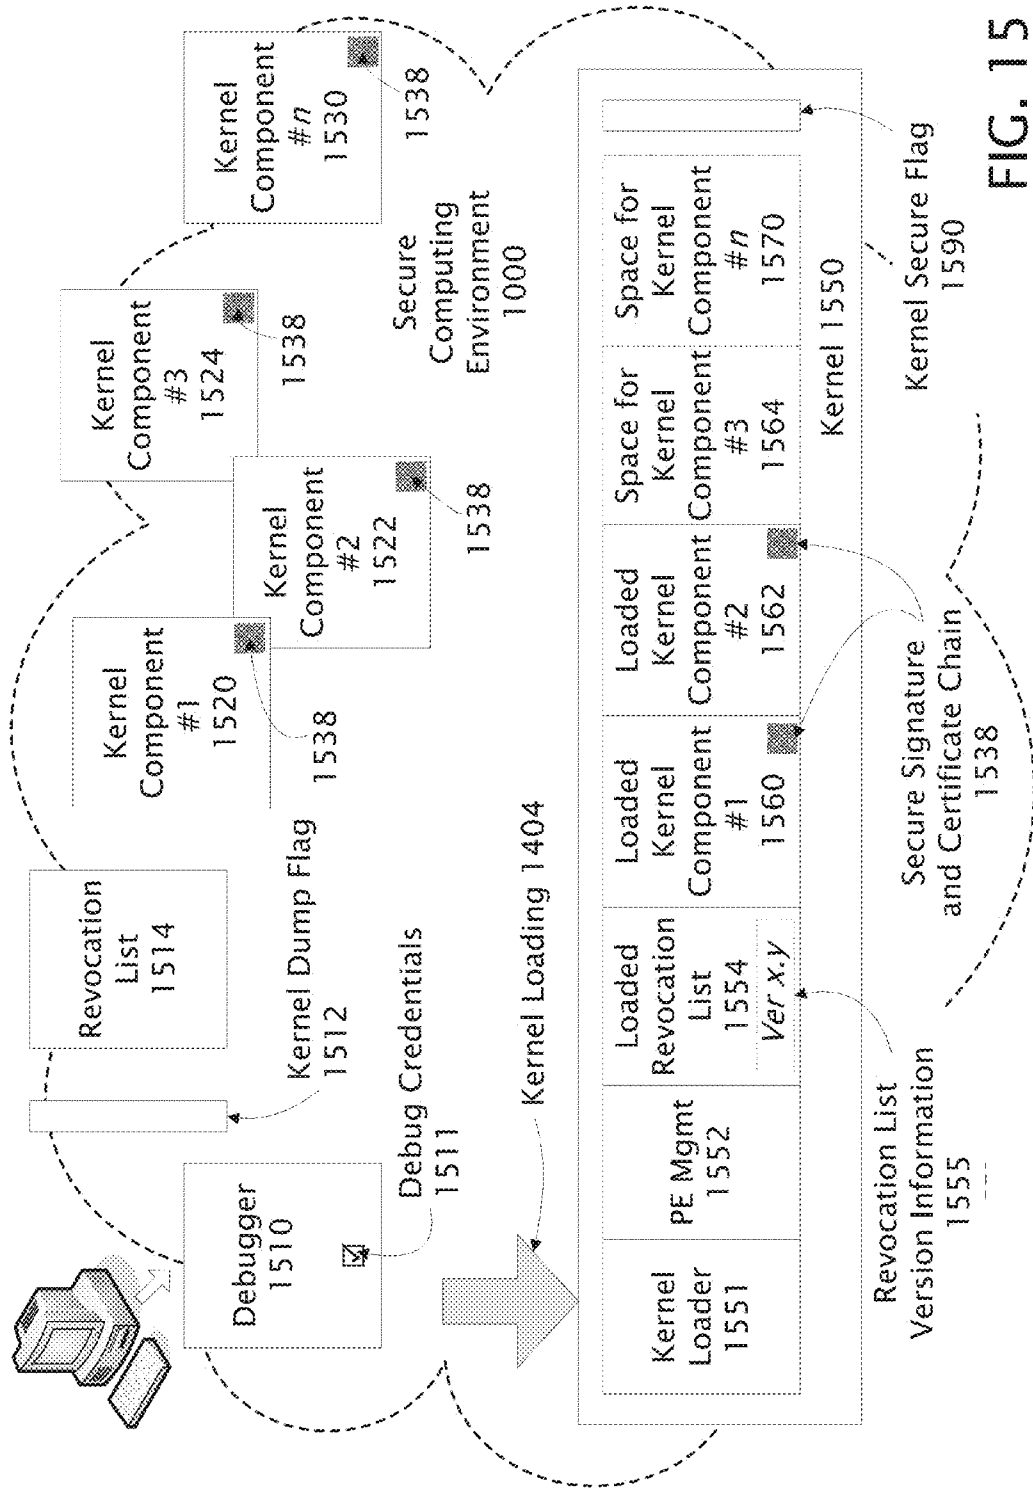 Debugger
1510
Debug Credentials
1511
Kernel Dump Flag
1512
Revocation
List
1514
Kernel
Component
#1
1520
1538
Kernel
Component
#2
1522
1538
Kernel
Component
#3
1524
1538
Kernel
Component
#n
1530
1538
Secure
Computing
Environment
1000
Kernel Loading 1404
Kernel
Loader
1551
PE Mgmt
1552
Loaded
Revocation
List
1554
Ver x.y
Loaded
Kernel
Component
#1
1560
Loaded
Kernel
Component
#2
1562
Space for
Kernel
Component
#3
1564
Space for
Kernel
Component
#n
1570
Kernel 1550
Revocation List
Version Information
1555
Secure Signature
and Certificate Chain
1538
Kernel Secure Flag
1590
FIG. 15